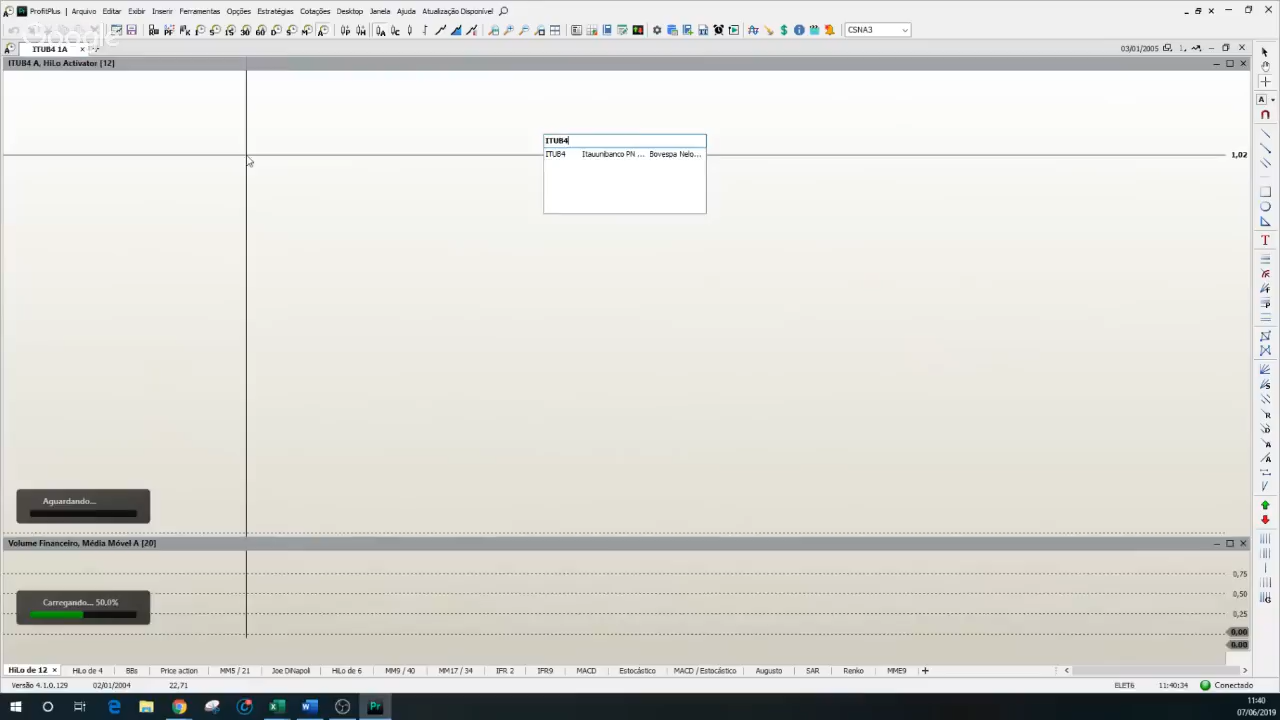 ProfitPlus | Arquivo Editar Exibir Inserir Ferramentas Opções Estratégias Cotações Desktop Janela Ajuda Atualização Disponível
Google
15 30 60 CSNA3
ITUB4 1A 03/01/2005
ITUB4 A, HiLo Activator [12]
ITUB4
ITUB4 Itauunibanco PN ... Bovespa Nelo...
1,02
Aguardando...
Volume Financeiro, Média Móvel A [20]
0,75
0,50
Carregando... 50,0%
0,25
0,00
0,00
HiLo de 12 HiLo de 4 BBs Price action MM5 / 21 Joe DiNapoli HiLo de 6 MM9 / 40 MM17 / 34 IFR 2 IFR9 MACD Estocástico MACD / Estocástico Augusto SAR Renko MME9
Versão 4.1.0.129 02/01/2004 22,71 ELET6 11:40:34 Conectado
11:40
07/06/2019